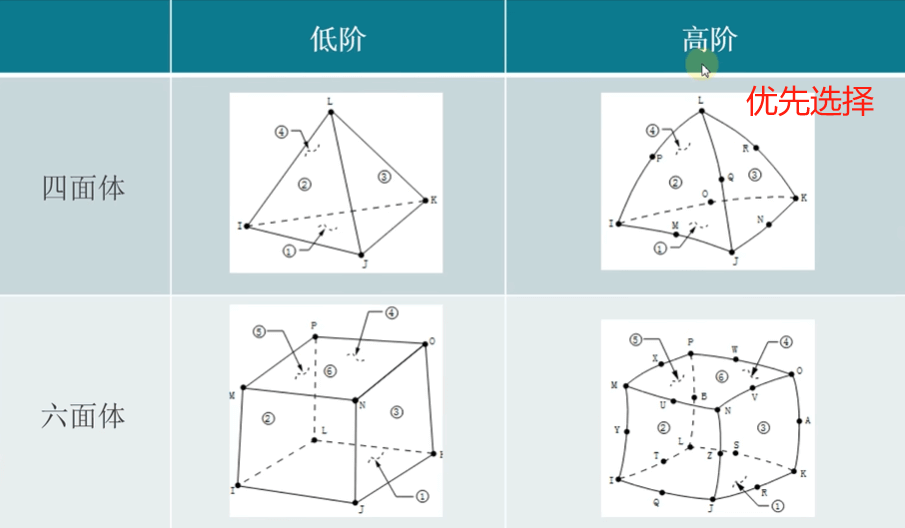 低阶
高阶
优先选择
四面体
L
④
②
③
I
K
①
J
L
④
R
P
②
Q
③
O
I
K
M
N
①
J
六面体
P
④
⑤
O
⑥
M
N
②
③
L
I
①
J
P
W
④
⑤
X
O
⑥
M
B
V
U
N
Y
②
③
A
L
S
T
Z
I
K
R
Q
J
①